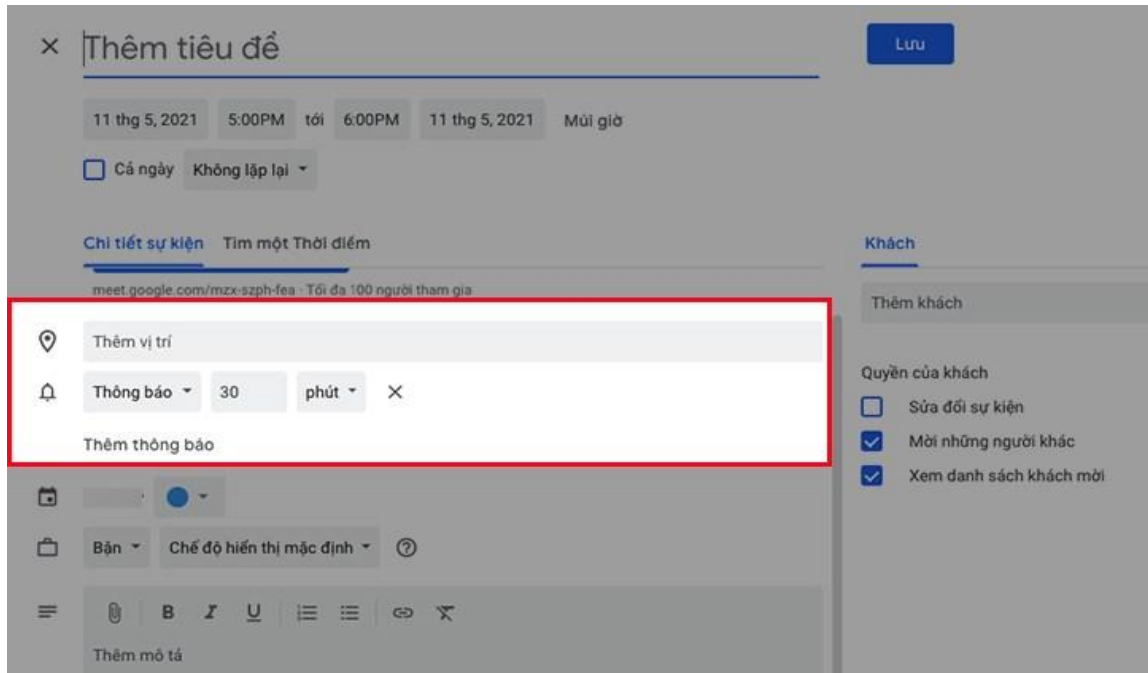 Thêm tiêu đề
Lưu
11 thg 5, 2021 5:00PM tới 6:00PM 11 thg 5, 2021 Múi giờ
Cả ngày Không lặp lại
Chi tiết sự kiện Tìm một Thời điểm
Khách
meet.google.com/mzx-szph-fea · Tối đa 100 người tham gia
Thêm khách
Thêm vị trí
Thông báo 30 phút
Thêm thông báo
Quyền của khách
Sửa đổi sự kiện
Mời những người khác
Xem danh sách khách mời
Bận Chế độ hiển thị mặc định
B I U
Thêm mô tả